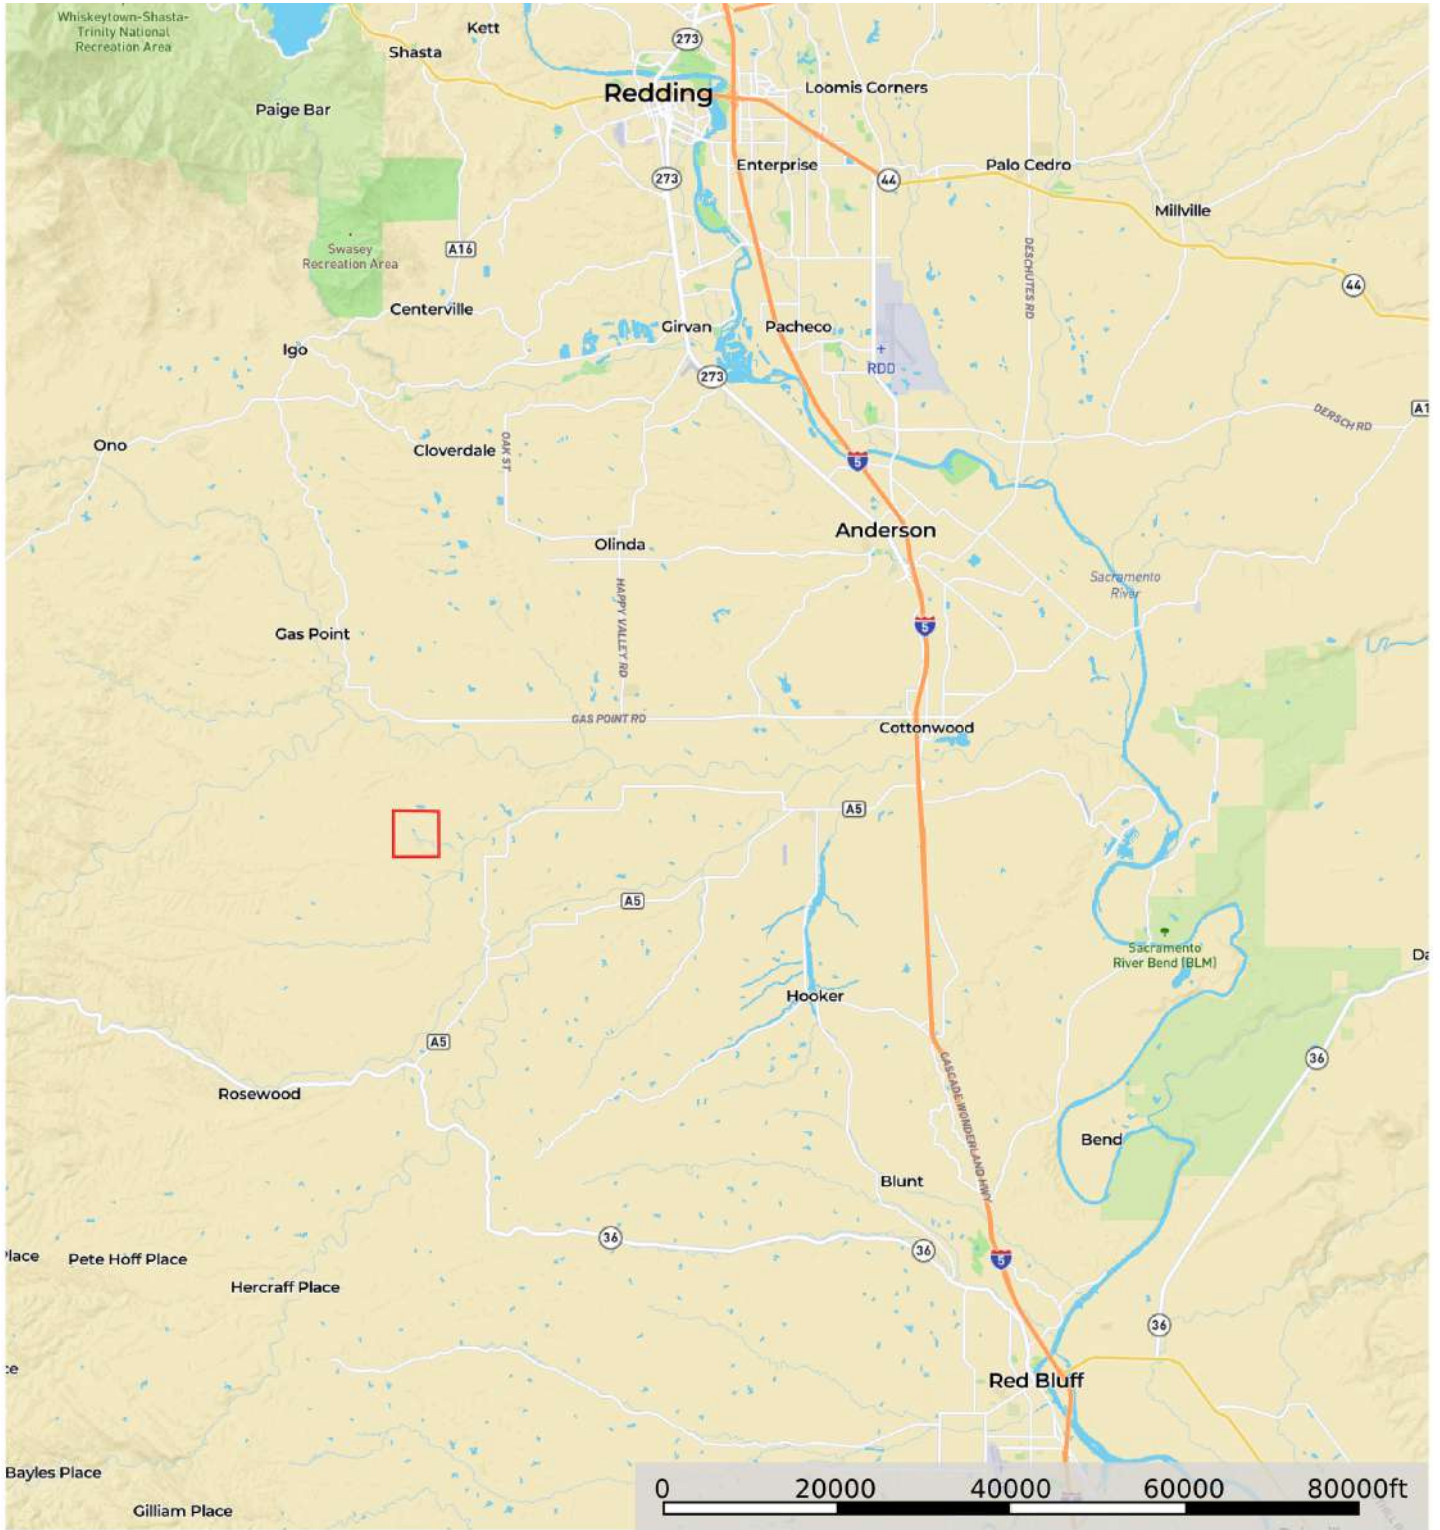 Whiskeytown-Shasta-
Trinity National
Recreation Area
Kett
Shasta
273
Redding
Loomis Corners
Paige Bar
Enterprise
Palo Cedro
273
44
Millville
Swasey
Recreation Area
A16
DESCHUTES RD
44
Centerville
Girvan
Pacheco
Igo
RDD
273
A1
DERSCH RD
Ono
Cloverdale
OAK ST
5
Anderson
Olinda
Sacramento
River
HAPPY VALLEY RD
5
Gas Point
GAS POINT RD
Cottonwood
A5
A5
Sacramento
River Bend (BLM)
Da
Hooker
A5
36
CASCADE WONDERLAND HWY
Rosewood
Bend
Blunt
36
36
5
Place
Pete Hoff Place
Hercraff Place
36
ce
Red Bluff
Bayles Place
Gilliam Place
0 20000 40000 60000 80000ft